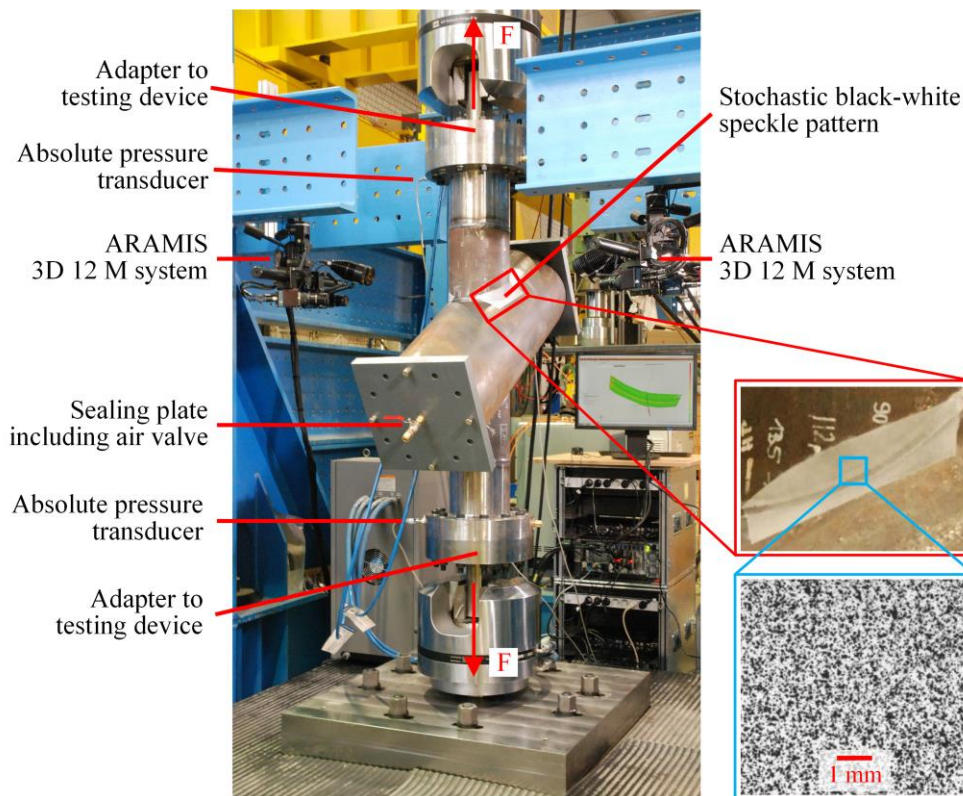 F
Adapter to
testing device
Stochastic black-white
speckle pattern
Absolute pressure
transducer
ARAMIS
3D 12 M system
ARAMIS
3D 12 M system
Sealing plate
including air valve
90
112
135
Absolute pressure
transducer
Adapter to
testing device
F
1 mm